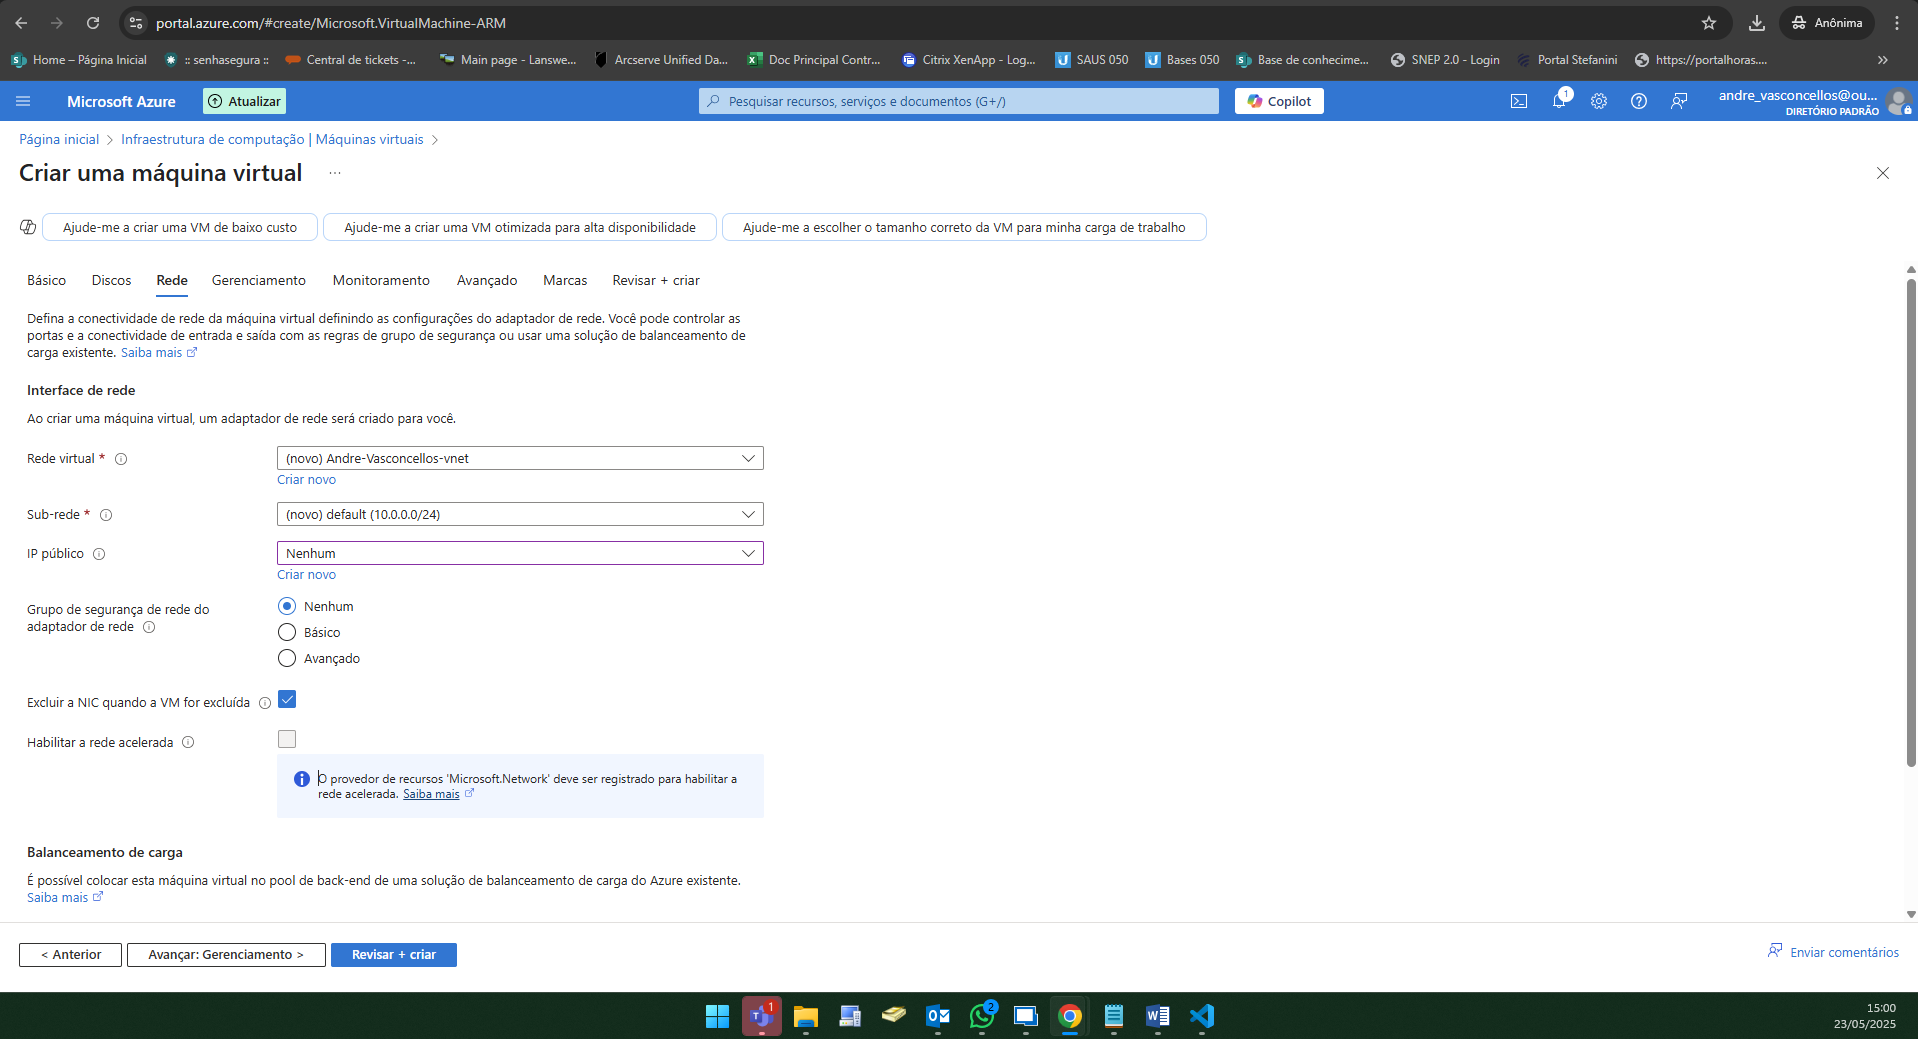 portal.azure.com/#create/Microsoft.VirtualMachine-ARM
Anônima
Home – Página Inicial
:: senhasegura ::
Central de tickets -...
Main page - Lanswe...
Arcserve Unified Da...
Doc Principal Contr...
Citrix XenApp - Log...
SAUS 050
Bases 050
Base de conhecime...
SNEP 2.0 - Login
Portal Stefanini
https://portalhoras....
Microsoft Azure
Atualizar
Pesquisar recursos, serviços e documentos (G+/)
Copilot
1
andre_vasconcellos@ou...
DIRETÓRIO PADRÃO
Página inicial > Infraestrutura de computação | Máquinas virtuais >
Criar uma máquina virtual ...
Ajude-me a criar uma VM de baixo custo
Ajude-me a criar uma VM otimizada para alta disponibilidade
Ajude-me a escolher o tamanho correto da VM para minha carga de trabalho
Básico
Discos
Rede
Gerenciamento
Monitoramento
Avançado
Marcas
Revisar + criar
Defina a conectividade de rede da máquina virtual definindo as configurações do adaptador de rede. Você pode controlar as
portas e a conectividade de entrada e saída com as regras de grupo de segurança ou usar uma solução de balanceamento de
carga existente. Saiba mais
Interface de rede
Ao criar uma máquina virtual, um adaptador de rede será criado para você.
Rede virtual *
(novo) Andre-Vasconcellos-vnet
Criar novo
Sub-rede *
(novo) default (10.0.0.0/24)
IP público
Nenhum
Criar novo
Grupo de segurança de rede do
adaptador de rede
Nenhum
Básico
Avançado
Excluir a NIC quando a VM for excluída
Habilitar a rede acelerada
O provedor de recursos 'Microsoft.Network' deve ser registrado para habilitar a
rede acelerada. Saiba mais
Balanceamento de carga
É possível colocar esta máquina virtual no pool de back-end de uma solução de balanceamento de carga do Azure existente.
Saiba mais
< Anterior
Avançar: Gerenciamento >
Revisar + criar
Enviar comentários
1
2
15:00
23/05/2025